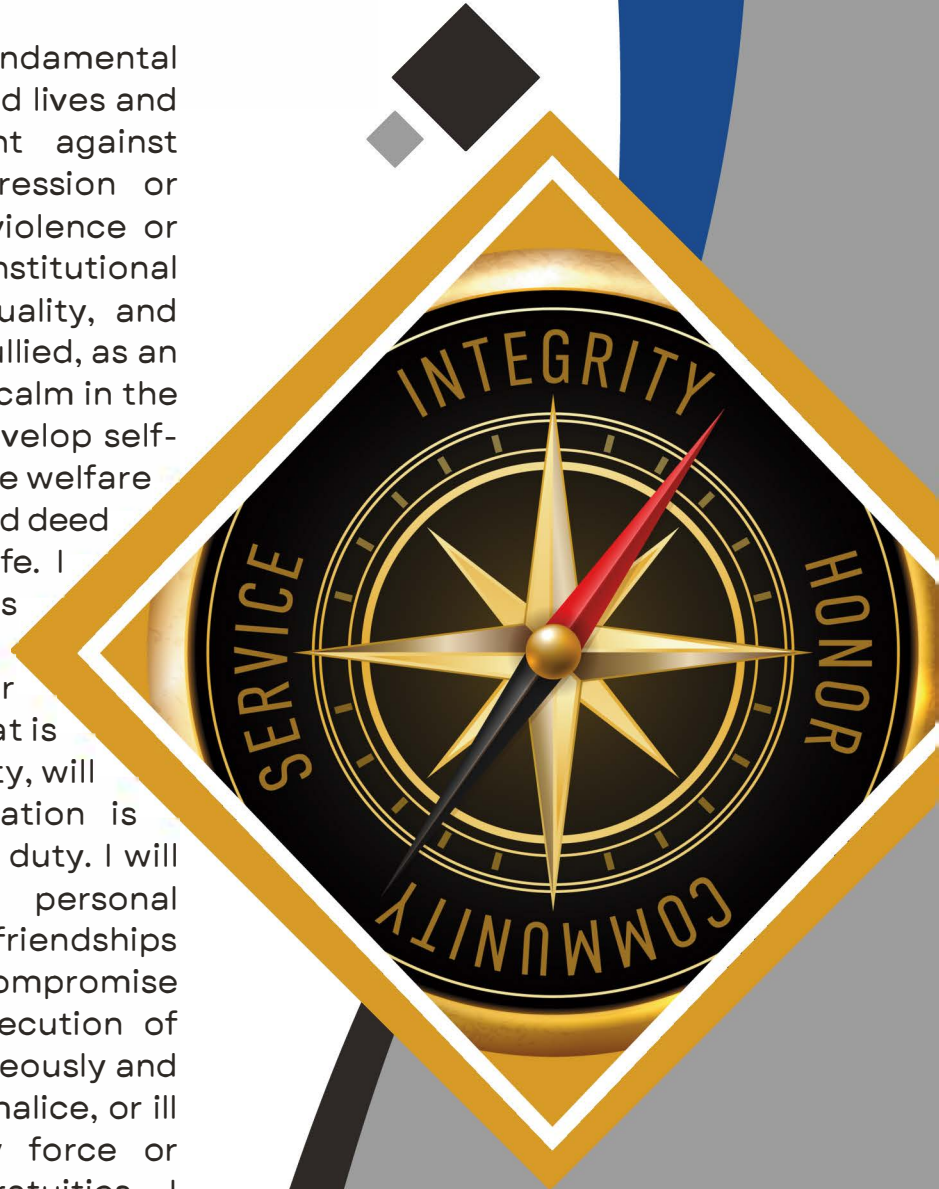 ndamental
d lives and
nt against
ression or
violence or
nstitutional
uality, and
ullied, as an
calm in the
velop self-
e welfare
d deed
fe. I
s
r
at is
ty, will
ation is
duty. I will
personal
friendships
ompromise
ecution of
eously and
nalice, or ill
force or
INTEGRITY
HONOR
COMMUNITY
SERVICE